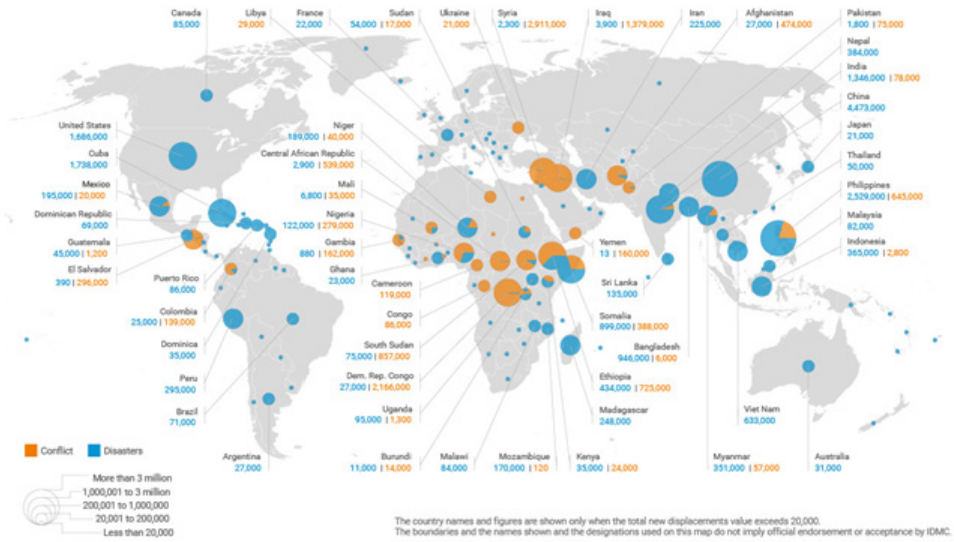 Canada
85,000
Libya
29,000
France
22,000
Sudan
54,000 | 17,000
Ukraine
21,000
Syria
2,300 | 2,911,000
Iraq
3,900 | 1,379,000
Iran
225,000
Afghanistan
27,000 | 474,000
Pakistan
1,800 | 75,000
Nepal
384,000
India
1,346,000 | 78,000
China
4,473,000
Japan
21,000
Thailand
50,000
Philippines
2,529,000 | 645,000
Malaysia
82,000
Indonesia
365,000 | 2,800
United States
1,686,000
Cuba
1,738,000
Mexico
195,000 | 20,000
Dominican Republic
69,000
Guatemala
45,000 | 1,200
El Salvador
390 | 296,000
Puerto Rico
86,000
Colombia
25,000 | 139,000
Dominica
35,000
Peru
295,000
Brazil
71,000
Argentina
27,000
Niger
189,000 | 40,000
Central African Republic
2,900 | 539,000
Mali
6,800 | 35,000
Nigeria
122,000 | 279,000
Gambia
880 | 162,000
Ghana
23,000
Cameroon
119,000
Congo
86,000
South Sudan
75,000 | 857,000
Dem. Rep. Congo
27,000 | 2,166,000
Uganda
95,000 | 1,300
Burundi
11,000 | 14,000
Malawi
84,000
Mozambique
170,000 | 120
Kenya
35,000 | 24,000
Yemen
13 | 160,000
Sri Lanka
135,000
Somalia
899,000 | 388,000
Bangladesh
946,000 | 6,000
Ethiopia
434,000 | 725,000
Madagascar
248,000
Viet Nam
633,000
Myanmar
351,000 | 57,000
Australia
31,000
Conflict
Disasters
More than 3 million
1,000,001 to 3 million
200,001 to 1,000,000
20,001 to 200,000
Less than 20,000
The country names and figures are shown only when the total new displacements value exceeds 20,000.
The boundaries and the names shown and the designations used on this map do not imply official endorsement or acceptance by IDMC.